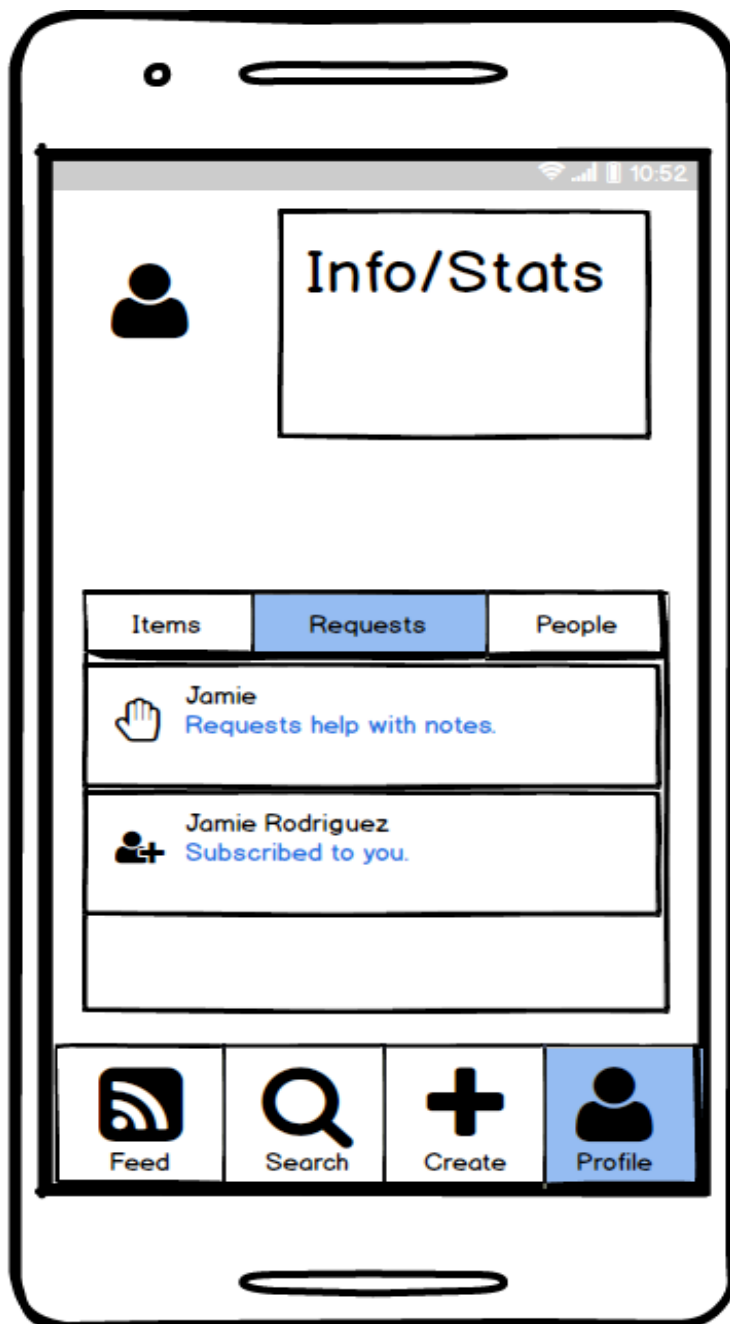 10:52
Info/Stats
Items Requests People
Jamie
Requests help with notes.
Jamie Rodriguez
Subscribed to you.
Feed Search Create Profile